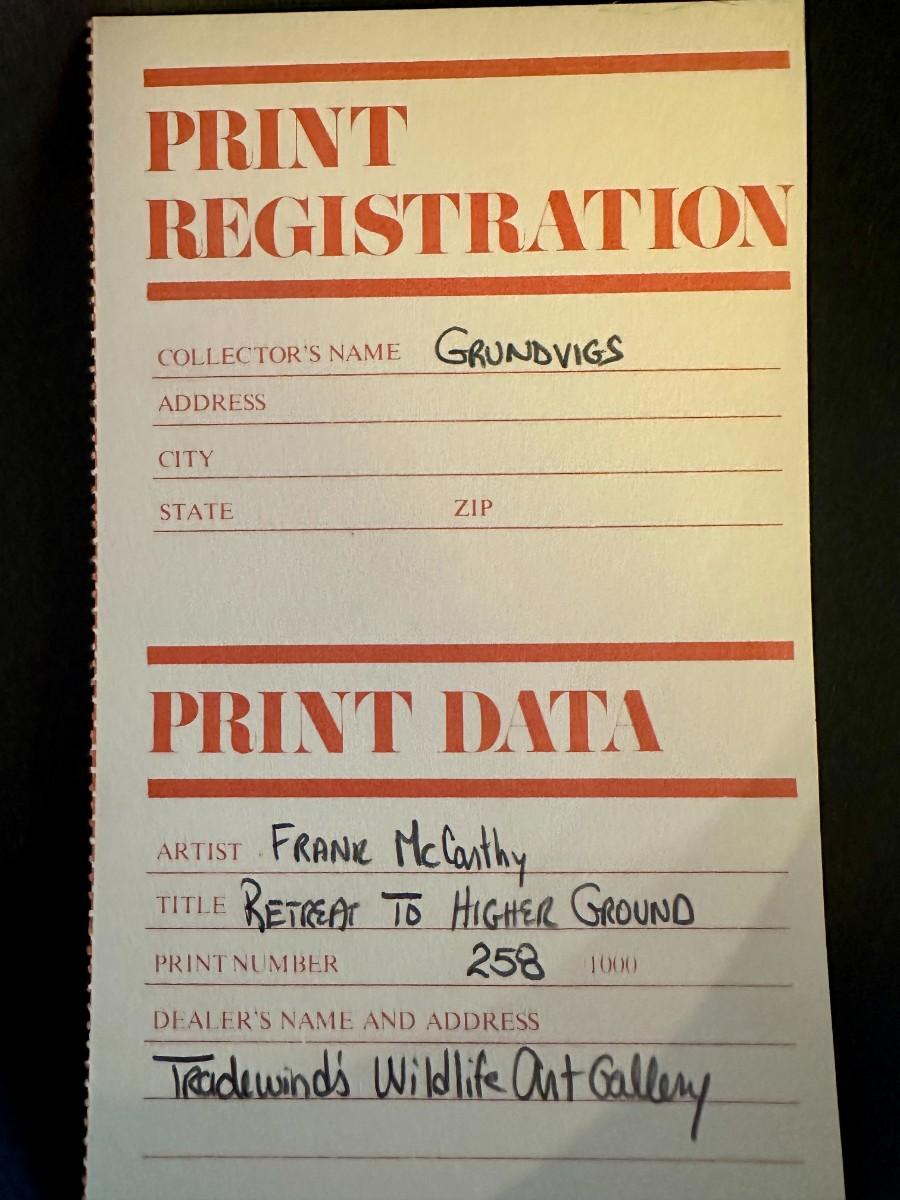 PRINT
REGISTRATION
COLLECTOR'S NAME GRUNDVIGS
ADDRESS
CITY
STATE ZIP
PRINT DATA
ARTIST FRANK McCarthy
TITLE RETREAT TO HIGHER GROUND
PRINT NUMBER 258 1000
DEALER'S NAME AND ADDRESS
Tradewind's Wildlife Art Gallery